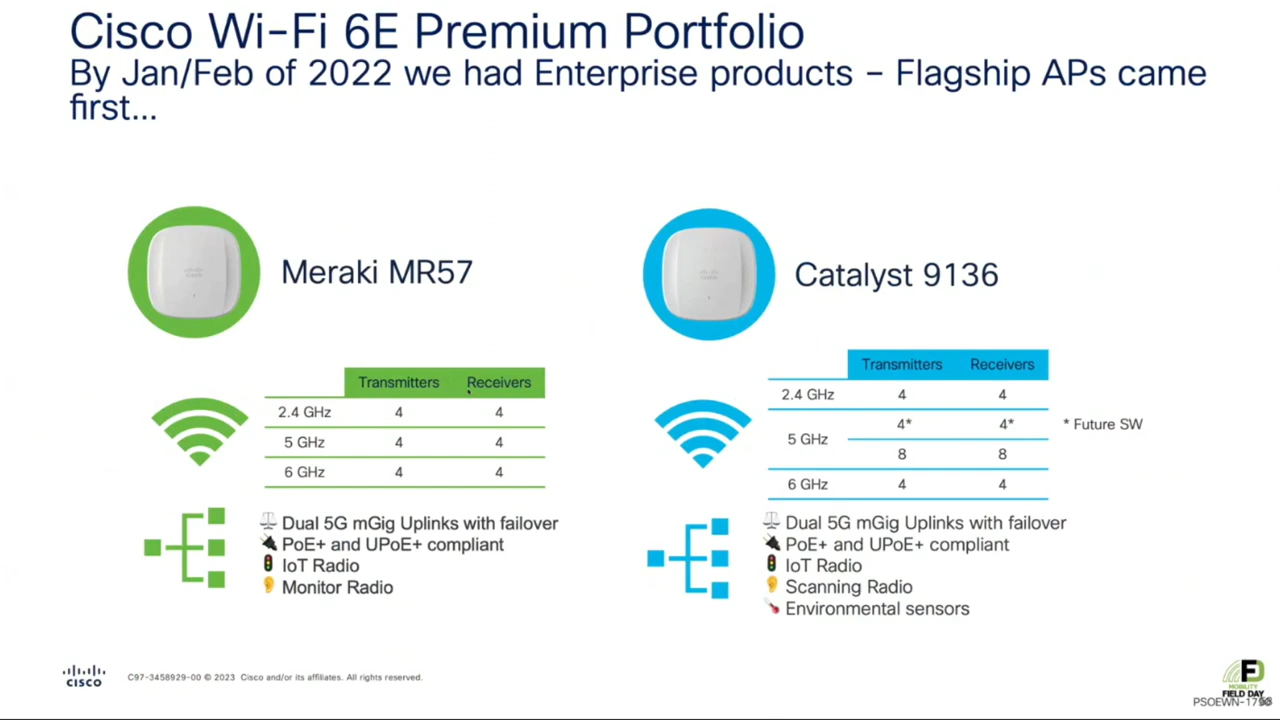 Cisco Wi-Fi 6E Premium Portfolio
By Jan/Feb of 2022 we had Enterprise products – Flagship APs came
first...
Meraki MR57
Transmitters Receivers
2.4 GHz 4 4
5 GHz 4 4
6 GHz 4 4
Dual 5G mGig Uplinks with failover
PoE+ and UPoE+ compliant
IoT Radio
Monitor Radio
Catalyst 9136
Transmitters Receivers
2.4 GHz 4 4
4* 4* * Future SW
5 GHz
8 8
6 GHz 4 4
Dual 5G mGig Uplinks with failover
PoE+ and UPoE+ compliant
IoT Radio
Scanning Radio
Environmental sensors
CISCO
C97-3458929-00 © 2023 Cisco and/or its affiliates. All rights reserved.
FD
MOBILITY
FIELD DAY